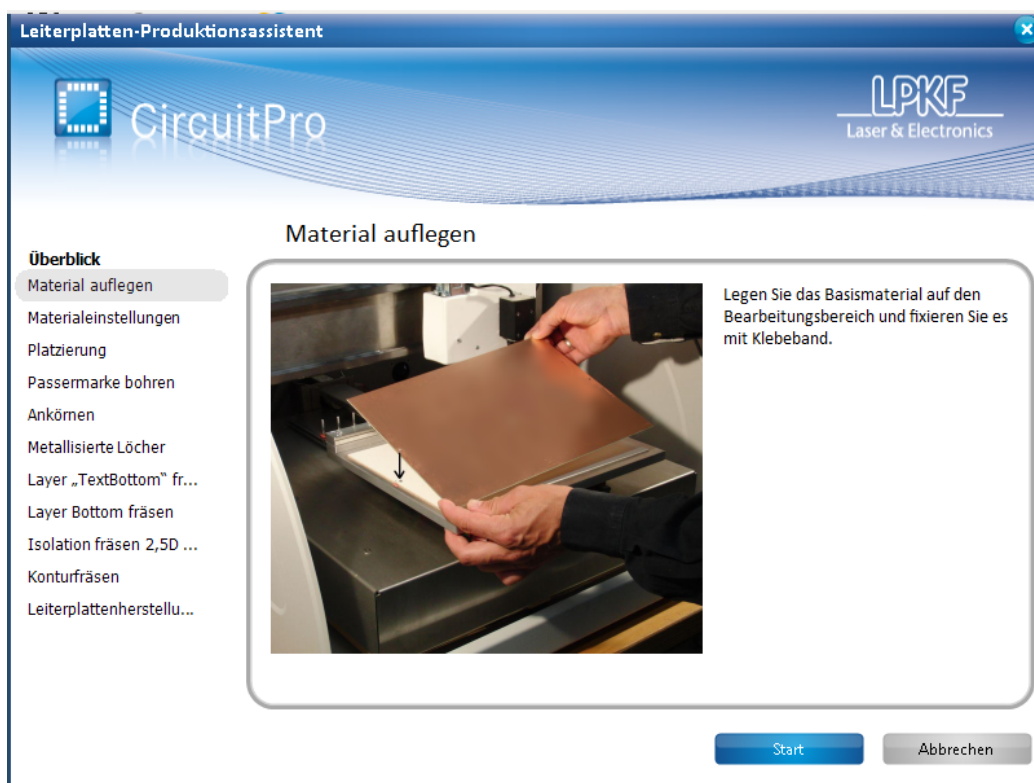 Leiterplatten-Produktionsassistent
CircuitPro
LPKF
Laser & Electronics
Material auflegen
Überblick
Material auflegen
Materialeinstellungen
Platzierung
Passermarke bohren
Ankörnen
Metallisierte Löcher
Layer „TextBottom“ fr...
Layer Bottom fräsen
Isolation fräsen 2,5D ...
Konturfräsen
Leiterplattenherstellu...
Legen Sie das Basismaterial auf den
Bearbeitungsbereich und fixieren Sie es
mit Klebeband.
Start
Abbrechen